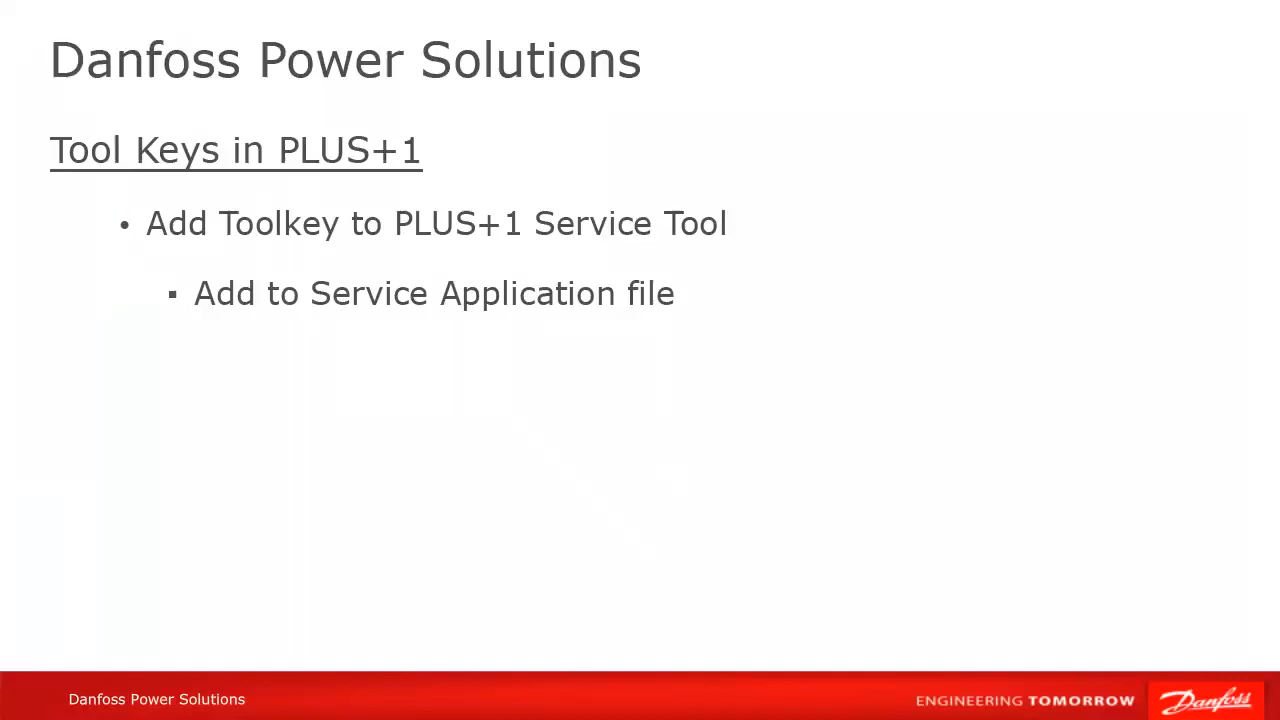 Danfoss Power Solutions
Tool Keys in PLUS+1
• Add Toolkey to PLUS+1 Service Tool
▪ Add to Service Application file
Danfoss Power Solutions
ENGINEERING TOMORROW
Danfoss